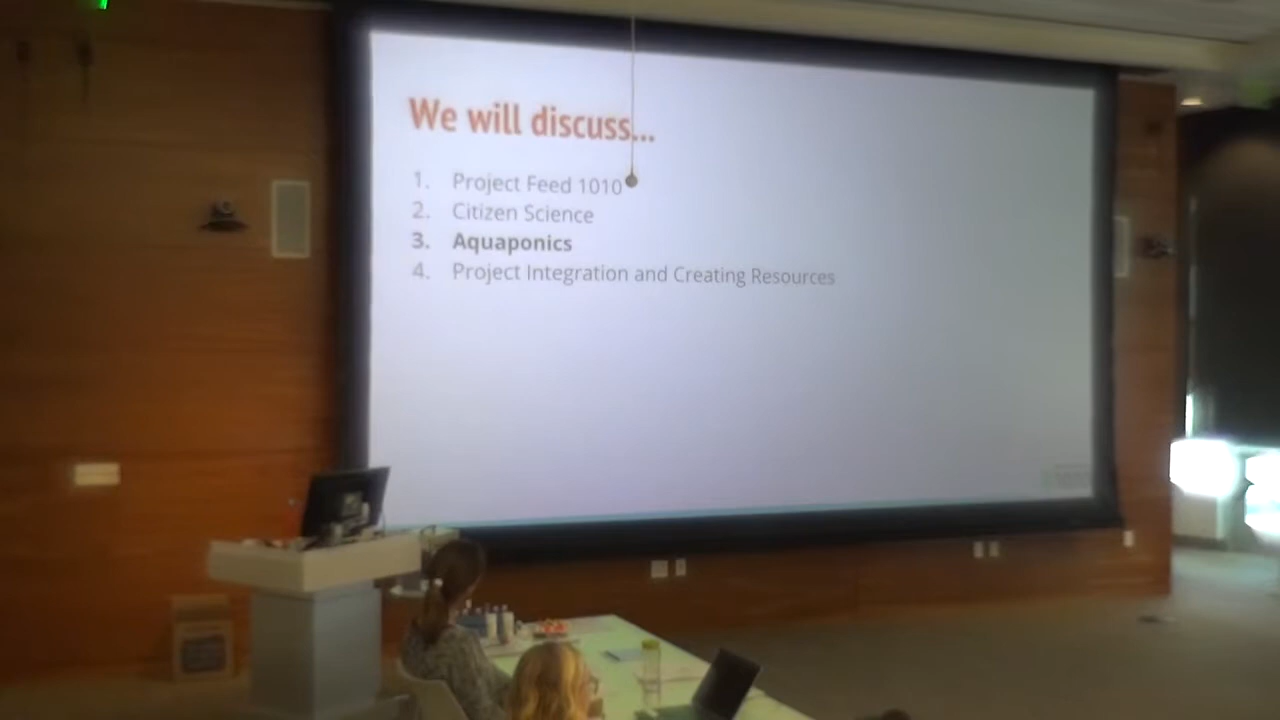 We will discuss...
1. Project Feed 1010
2. Citizen Science
3. Aquaponics
4. Project Integration and Creating Resources